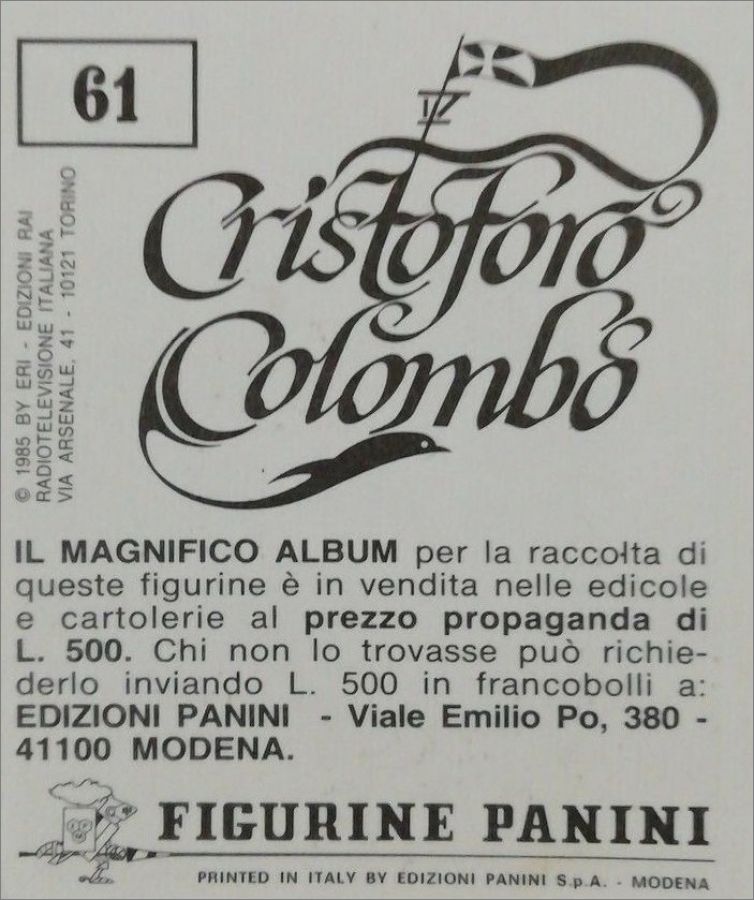 61
Cristoforo
Colombo
© 1985 BY ERI - EDIZIONI RAI
RADIOTELEVISIONE ITALIANA
VIA ARSENALE, 41 - 10121 TORINO
IL MAGNIFICO ALBUM per la raccolta di
queste figurine è in vendita nelle edicole
e cartolerie al prezzo propaganda di
L. 500. Chi non lo trovasse può richie-
derlo inviando L. 500 in francobolli a:
EDIZIONI PANINI - Viale Emilio Po, 380 -
41100 MODENA.
FIGURINE PANINI
PRINTED IN ITALY BY EDIZIONI PANINI S.p.A. - MODENA